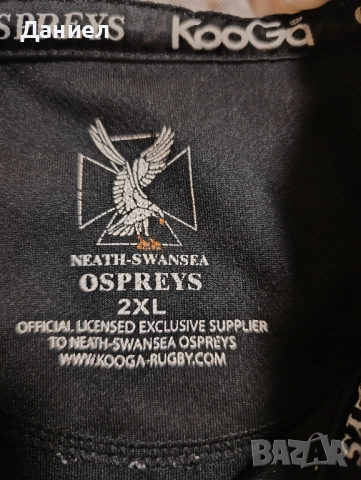 Даниел
OSPREYS KooGa
NEATH-SWANSEA
OSPREYS
2XL
OFFICIAL LICENSED EXCLUSIVE SUPPLIER
TO NEATH-SWANSEA OSPREYS
WWW.KOOGA-RUGBY.COM
BAZAR